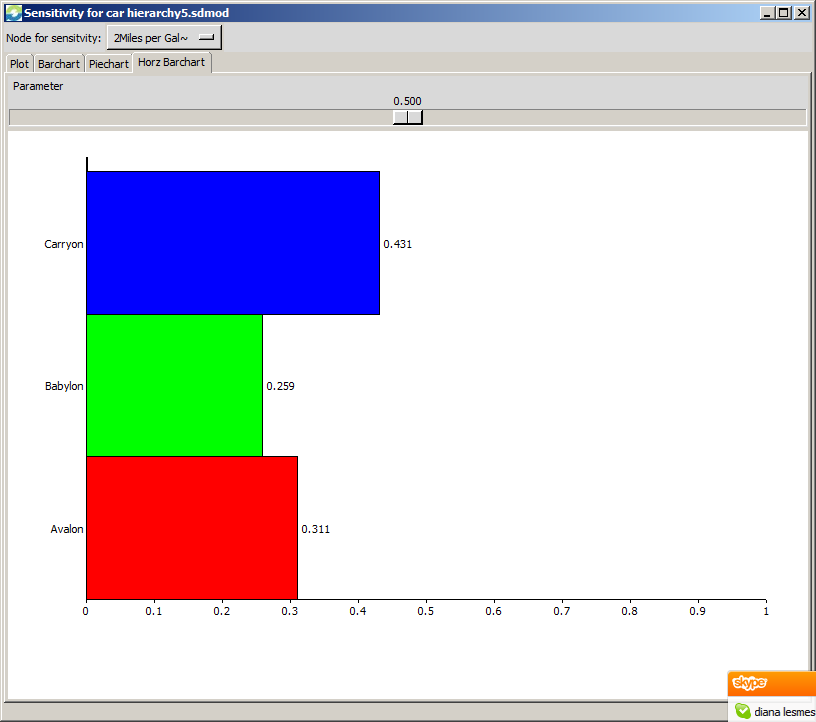 Sensitivity for car hierarchy5.sdmod
Node for sensitvity: 2Miles per Gal~
Plot Barchart Piechart Horz Barchart
Parameter
0.500
Carryon 0.431
Babylon 0.259
Avalon 0.311
0 0.1 0.2 0.3 0.4 0.5 0.6 0.7 0.8 0.9 1
skype
diana lesmes